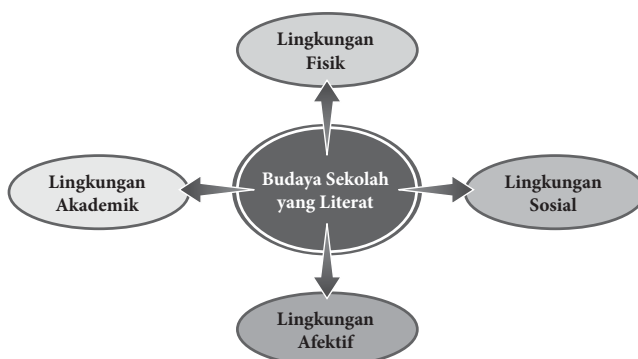 Lingkungan
Fisik
Lingkungan
Akademik
Budaya Sekolah
yang Literat
Lingkungan
Sosial
Lingkungan
Afektif